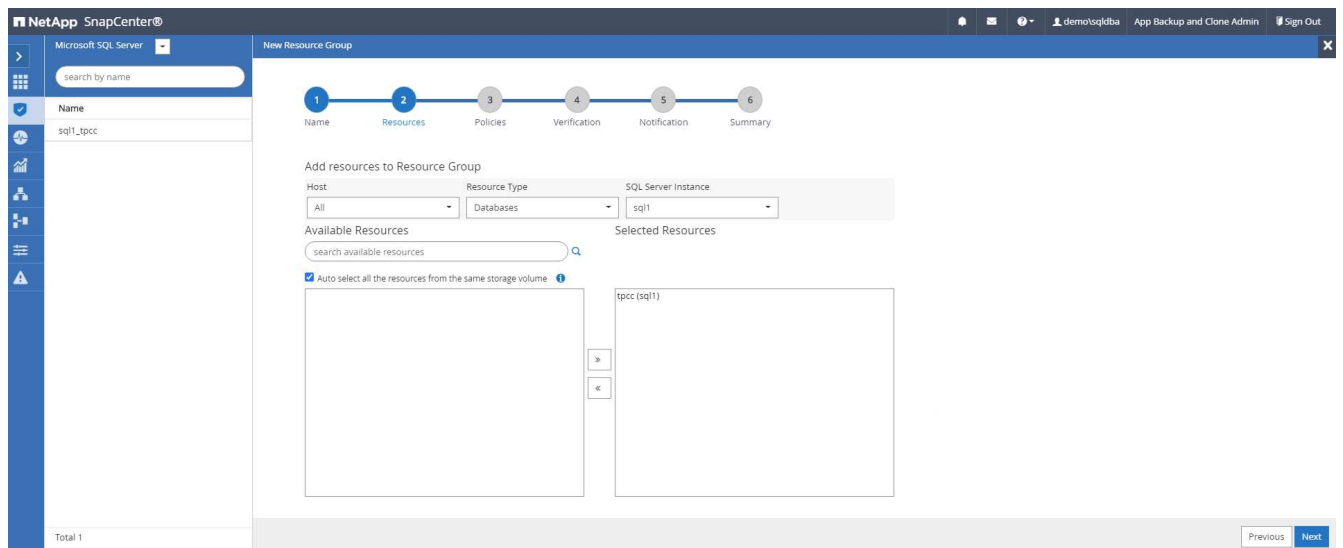 NetApp SnapCenter®
demo\sqldba App Backup and Clone Admin Sign Out
Microsoft SQL Server
New Resource Group
search by name
Name
sql1_tpcc
Total 1
1 2 3 4 5 6
Name Resources Policies Verification Notification Summary
Add resources to Resource Group
Host Resource Type SQL Server Instance
All Databases sql1
Available Resources Selected Resources
search available resources
Auto select all the resources from the same storage volume
tpcc (sql1)
Previous Next